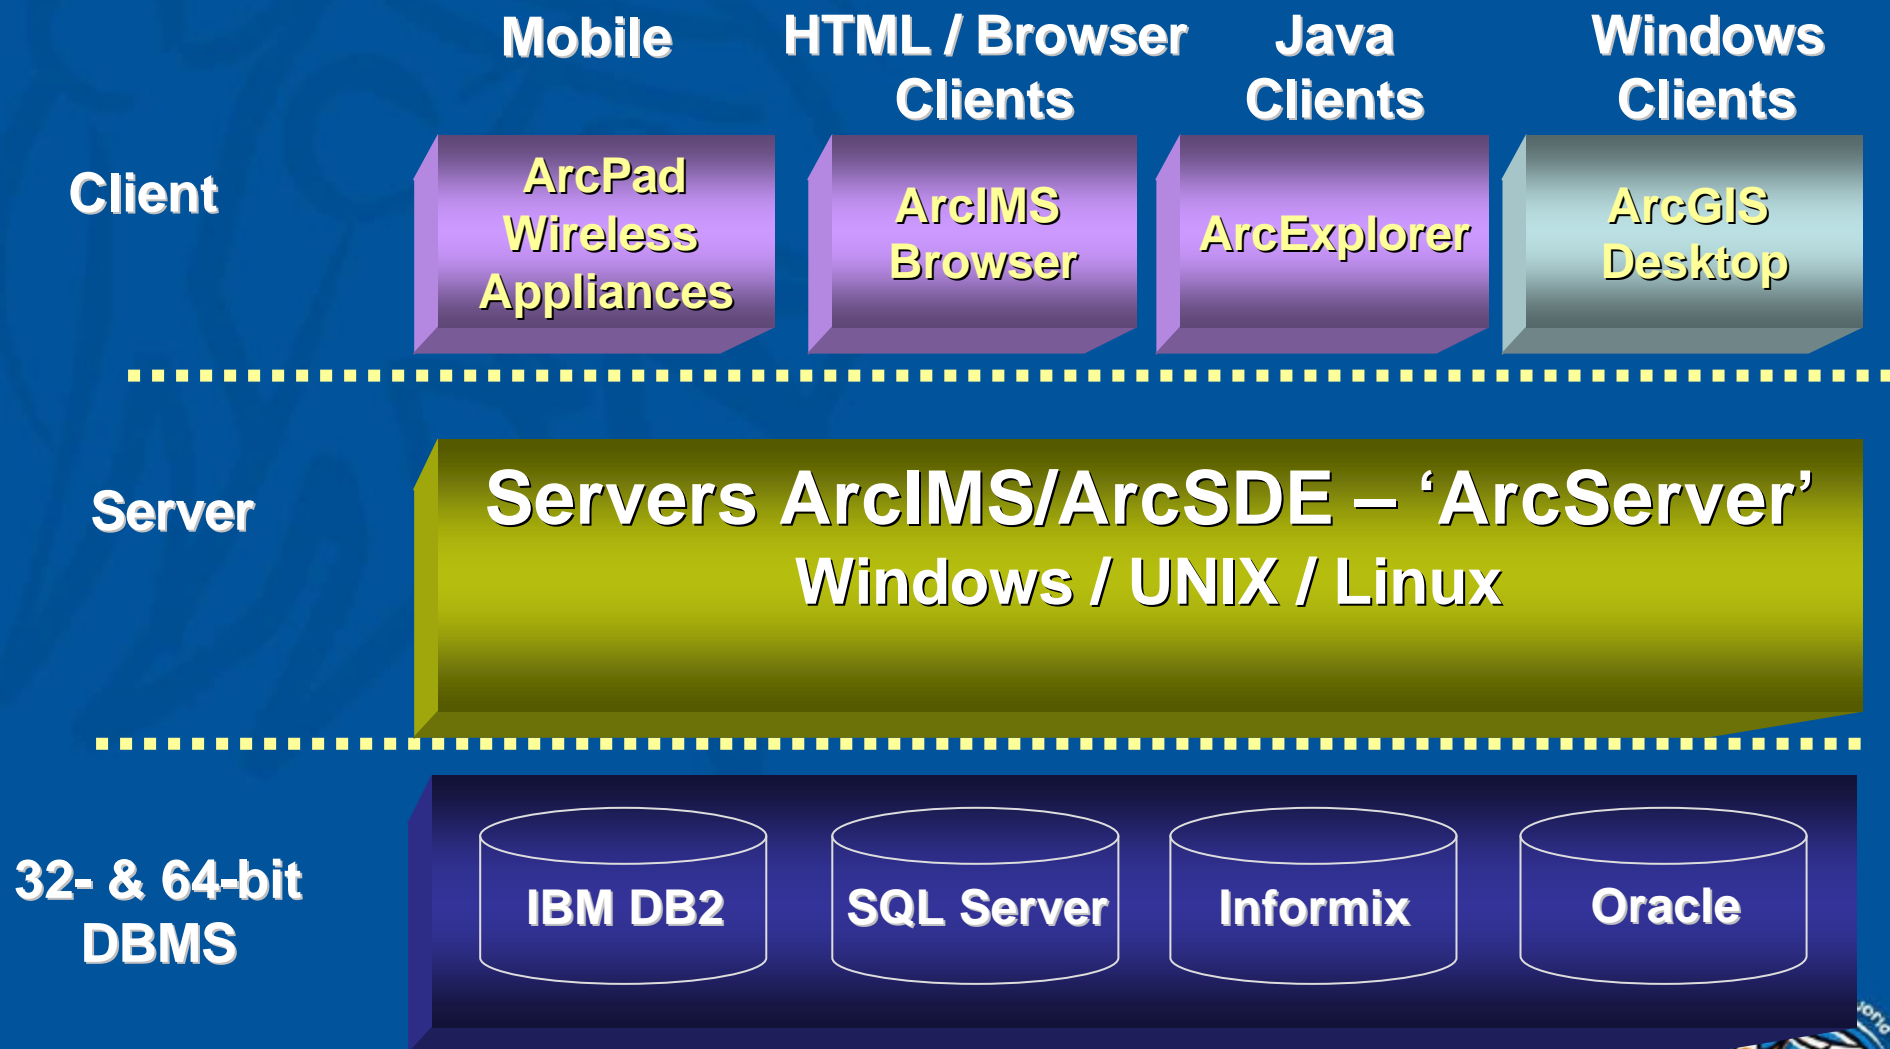 Mobile
HTML / Browser
Clients
Java
Clients
Windows
Clients
Client
ArcPad
Wireless
Appliances
ArcIMS
Browser
ArcExplorer
ArcGIS
Desktop
Server
Servers ArcIMS/ArcSDE – ‘ArcServer’
Windows / UNIX / Linux
32- & 64-bit
DBMS
IBM DB2
SQL Server
Informix
Oracle